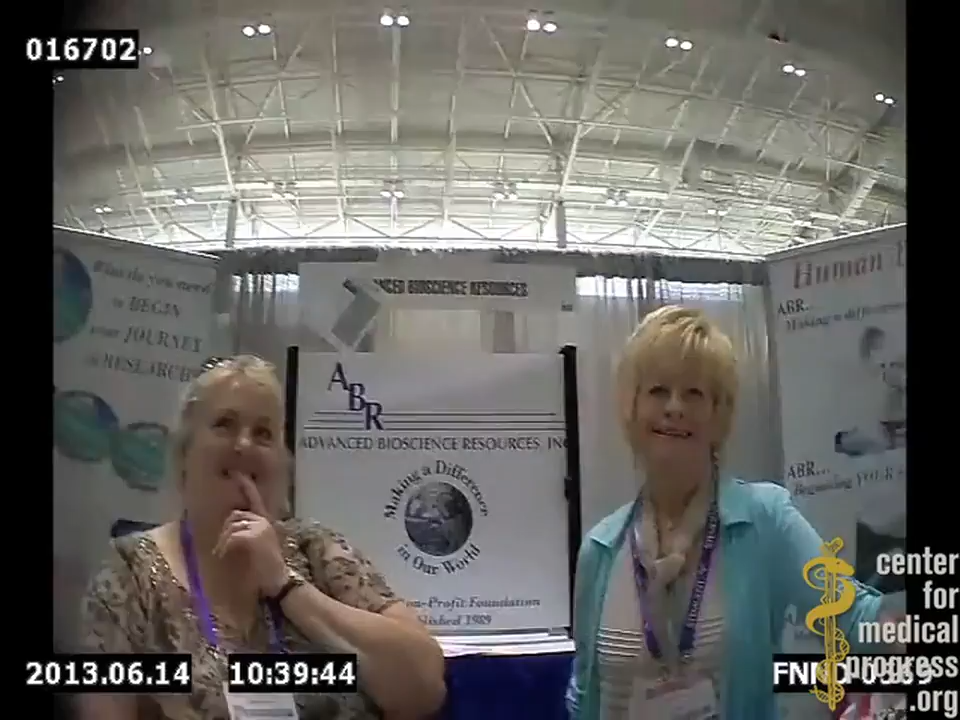 016702
What do you need
to BEGIN
your JOURNEY
in RESEARCH
ADVANCED BIOSCIENCE RESOURCES
ABR
ADVANCED BIOSCIENCE RESOURCES, INC
Making a Difference
in Our World
Non-Profit Foundation
1989
Human
ABR...
Making a difference
ABR...
Beginning YOUR
center
for
medical
progress
.org
2013.06.14 10:39:44